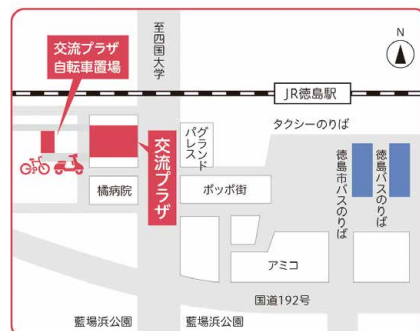 至四国大学
交流プラザ
自転車置場
N
JR徳島駅
タクシーのりば
グランド
パレス
交流プラザ
徳島市バスのりば
徳島バスのりば
橘病院
ポッポ街
アミコ
国道192号
藍場浜公園
藍場浜公園